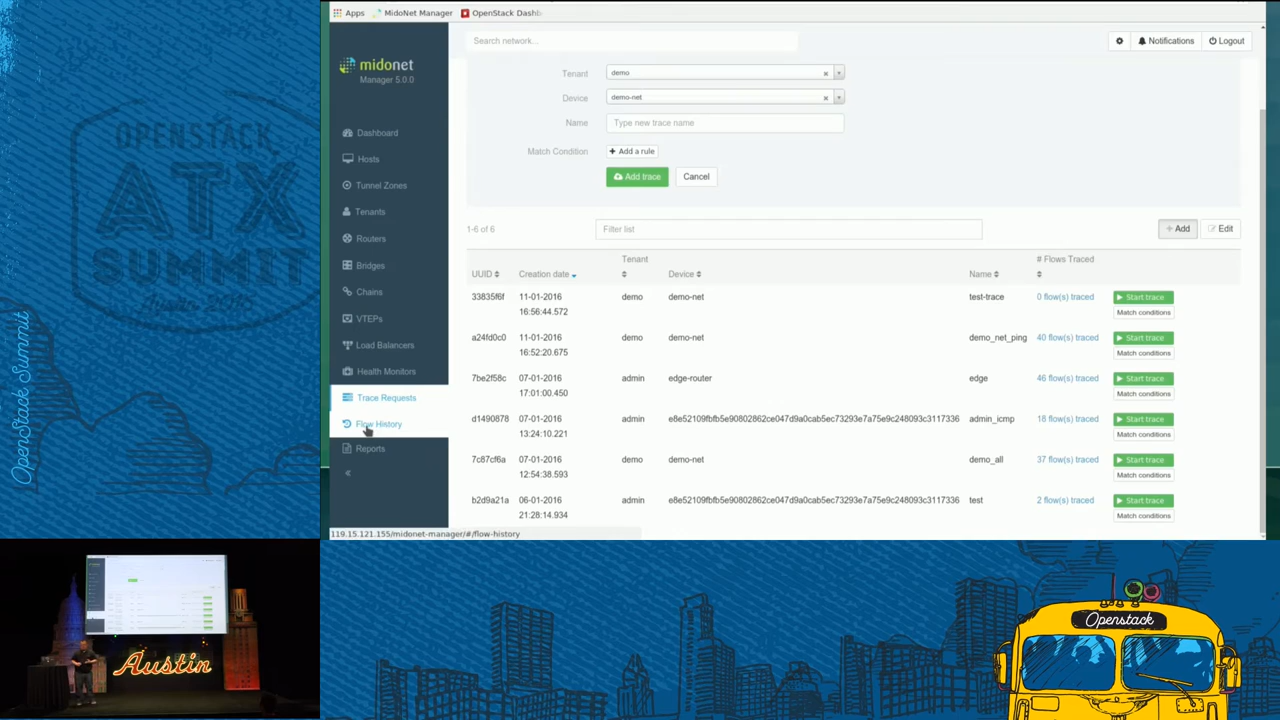 Apps MidoNet Manager OpenStack Dashb
midonet
Manager 5.0.0
Search network...
Notifications Logout
Dashboard
Hosts
Tunnel Zones
Tenants
Routers
Bridges
Chains
VTEPs
Load Balancers
Health Monitors
Trace Requests
Flow History
Reports
Tenant demo
Device demo-net
Name Type new trace name
Match Condition + Add a rule
Add trace Cancel
1-6 of 6 Filter list + Add Edit
UUID Creation date Tenant Device Name # Flows Traced
33835f6f 11-01-2016 demo demo-net test-trace 0 flow(s) traced Start trace
16:56:44.572 Match conditions
a24fd0c0 11-01-2016 demo demo-net demo_net_ping 40 flow(s) traced Start trace
16:52:20.675 Match conditions
7be2f58c 07-01-2016 admin edge-router edge 46 flow(s) traced Start trace
17:01:00.450 Match conditions
d1490878 07-01-2016 admin e8e52109fbfb5e90802862ce047d9a0cab5ec73293e7a75e9c248093c3117336 admin_icmp 18 flow(s) traced Start trace
13:24:10.221 Match conditions
7c87cf6a 07-01-2016 demo demo-net demo_all 37 flow(s) traced Start trace
12:54:38.593 Match conditions
b2d9a21a 06-01-2016 admin e8e52109fbfb5e90802862ce047d9a0cab5ec73293e7a75e9c248093c3117336 test 2 flow(s) traced Start trace
21:28:14.934 Match conditions
119.15.121.155/midonet-manager/#/flow-history
OPENSTACK
ATX
SUMMIT
Austin
OpenStack Summit
Austin
Openstack